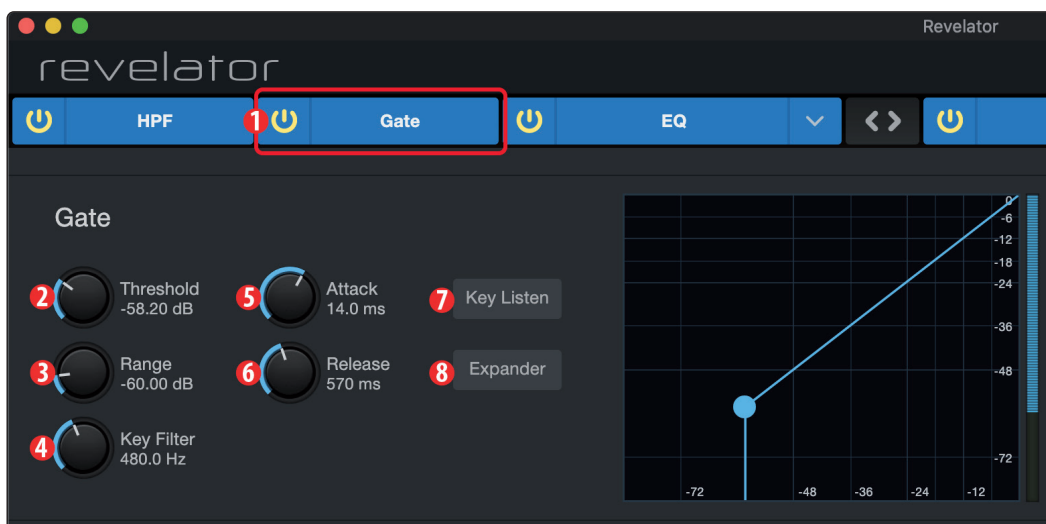 Revelator
revelator
HPF
1
Gate
EQ
Gate
2 Threshold
-58.20 dB
5 Attack
14.0 ms
7 Key Listen
3 Range
-60.00 dB
6 Release
570 ms
8 Expander
4 Key Filter
480.0 Hz
0
-6
-12
-18
-24
-36
-48
-72
-72 -48 -36 -24 -12